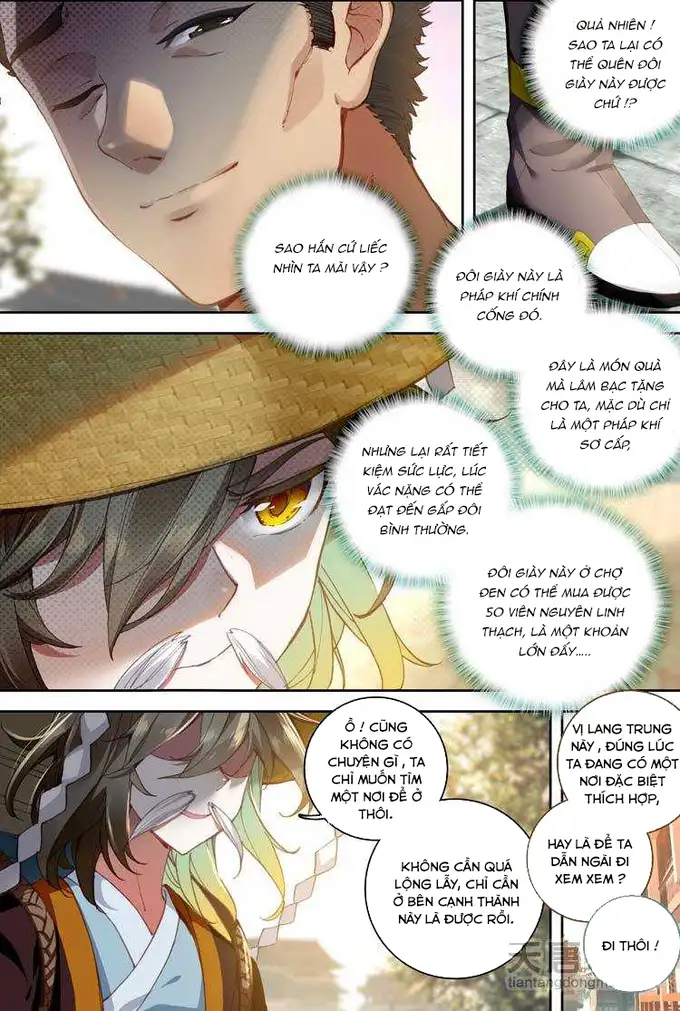 QUẢ NHIÊN !
SAO TA LẠI CÓ
THỂ QUÊN ĐÔI
GIÀY NÀY ĐƯỢC
CHỨ !?
SAO HẮN CỨ LIẾC
NHÌN TA MÃI VẬY ?
ĐÔI GIÀY NÀY LÀ
PHÁP KHÍ CHÍNH
CỐNG ĐÓ.
ĐÂY LÀ MÓN QUÀ
MÀ LÂM BẠC TẶNG
CHO TA, MẶC DÙ CHỈ
LÀ MỘT PHÁP KHÍ
SƠ CẤP,
NHƯNG LẠI RẤT TIẾT
KIỆM SỨC LỰC, LÚC
VÁC NẶNG CÓ THỂ
ĐẠT ĐẾN GẤP ĐÔI
BÌNH THƯỜNG.
ĐÔI GIÀY NÀY Ở CHỢ
ĐEN CÓ THỂ MUA ĐƯỢC
50 VIÊN NGUYÊN LINH
THẠCH, LÀ MỘT KHOẢN
LỚN ĐẤY.....
Ồ ! CŨNG
KHÔNG CÓ
CHUYỆN GÌ , TA
CHỈ MUỐN TÌM
MỘT NƠI ĐỂ Ở
THÔI.
KHÔNG CẦN QUÁ
LỘNG LẪY, CHỈ CẦN
Ở BÊN CẠNH THÀNH
NÀY LÀ ĐƯỢC RỒI.
VỊ LANG TRUNG
NÀY , ĐÚNG LÚC
TA ĐANG CÓ MỘT
NƠI ĐẶC BIỆT
THÍCH HỢP,
HAY LÀ ĐỂ TA
DẪN NGÀI ĐI
XEM XEM ?
ĐI THÔI !
天唐
tiantangdongm